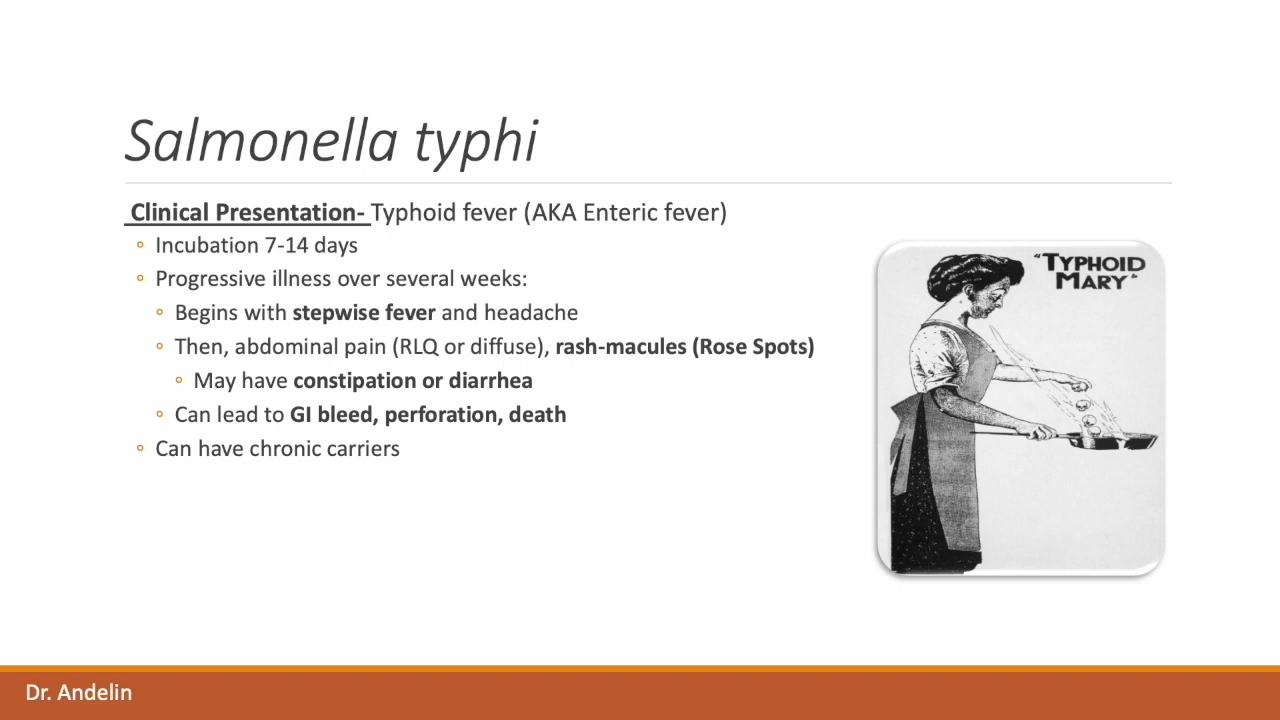 Salmonella typhi
Clinical Presentation- Typhoid fever (AKA Enteric fever)
◦ Incubation 7-14 days
◦ Progressive illness over several weeks:
◦ Begins with stepwise fever and headache
◦ Then, abdominal pain (RLQ or diffuse), rash-macules (Rose Spots)
◦ May have constipation or diarrhea
◦ Can lead to GI bleed, perforation, death
◦ Can have chronic carriers
"TYPHOID
MARY"
Dr. Andelin